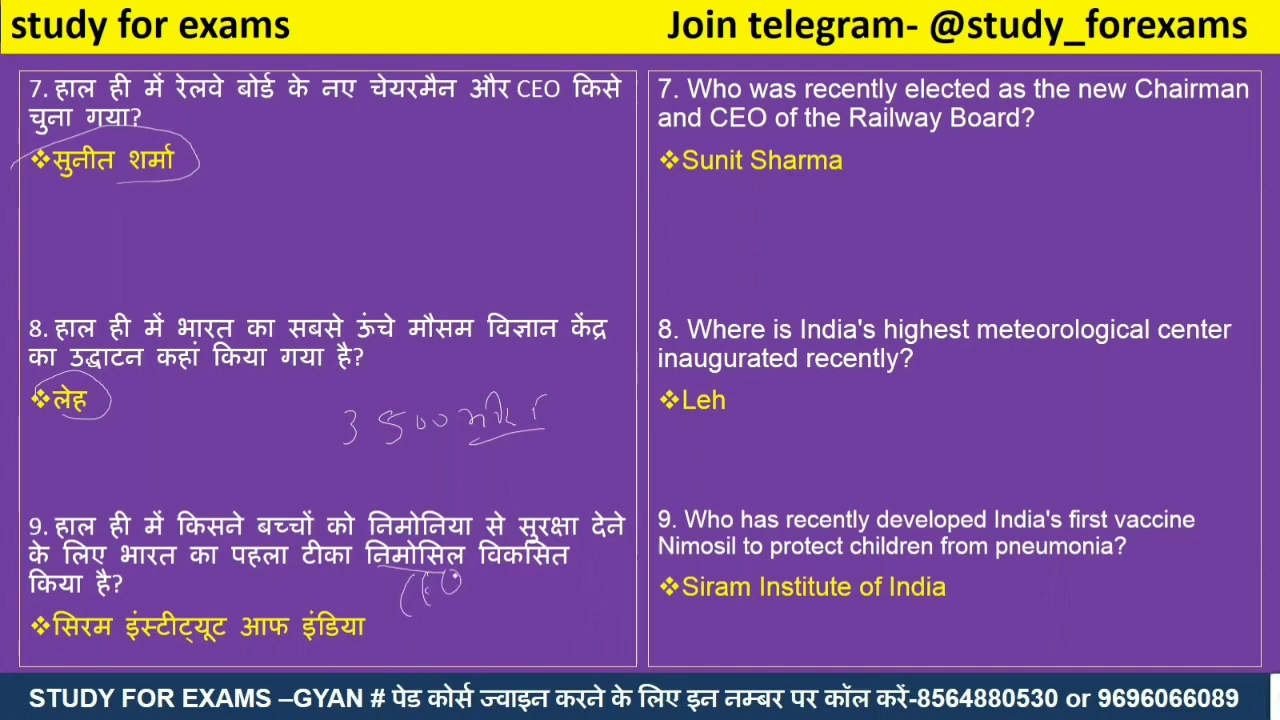 study for exams
Join telegram- @study_forexams
7. हाल ही में रेलवे बोर्ड के नए चेयरमैन और CEO किसे
चुना गया?
❖सुनीत शर्मा
8. हाल ही में भारत का सबसे ऊंचे मौसम विज्ञान केंद्र
का उद्घाटन कहां किया गया है?
❖लेह
3500 मीटर
9. हाल ही में किसने बच्चों को निमोनिया से सुरक्षा देने
के लिए भारत का पहला टीका निमोसिल विकसित
किया है?
CEO
❖सिरम इंस्टीट्यूट आफ इंडिया
7. Who was recently elected as the new Chairman
and CEO of the Railway Board?
❖Sunit Sharma
8. Where is India's highest meteorological center
inaugurated recently?
❖Leh
9. Who has recently developed India's first vaccine
Nimosil to protect children from pneumonia?
❖Siram Institute of India
STUDY FOR EXAMS –GYAN # पेड कोर्स ज्वाइन करने के लिए इन नम्बर पर कॉल करें-8564880530 or 9696066089